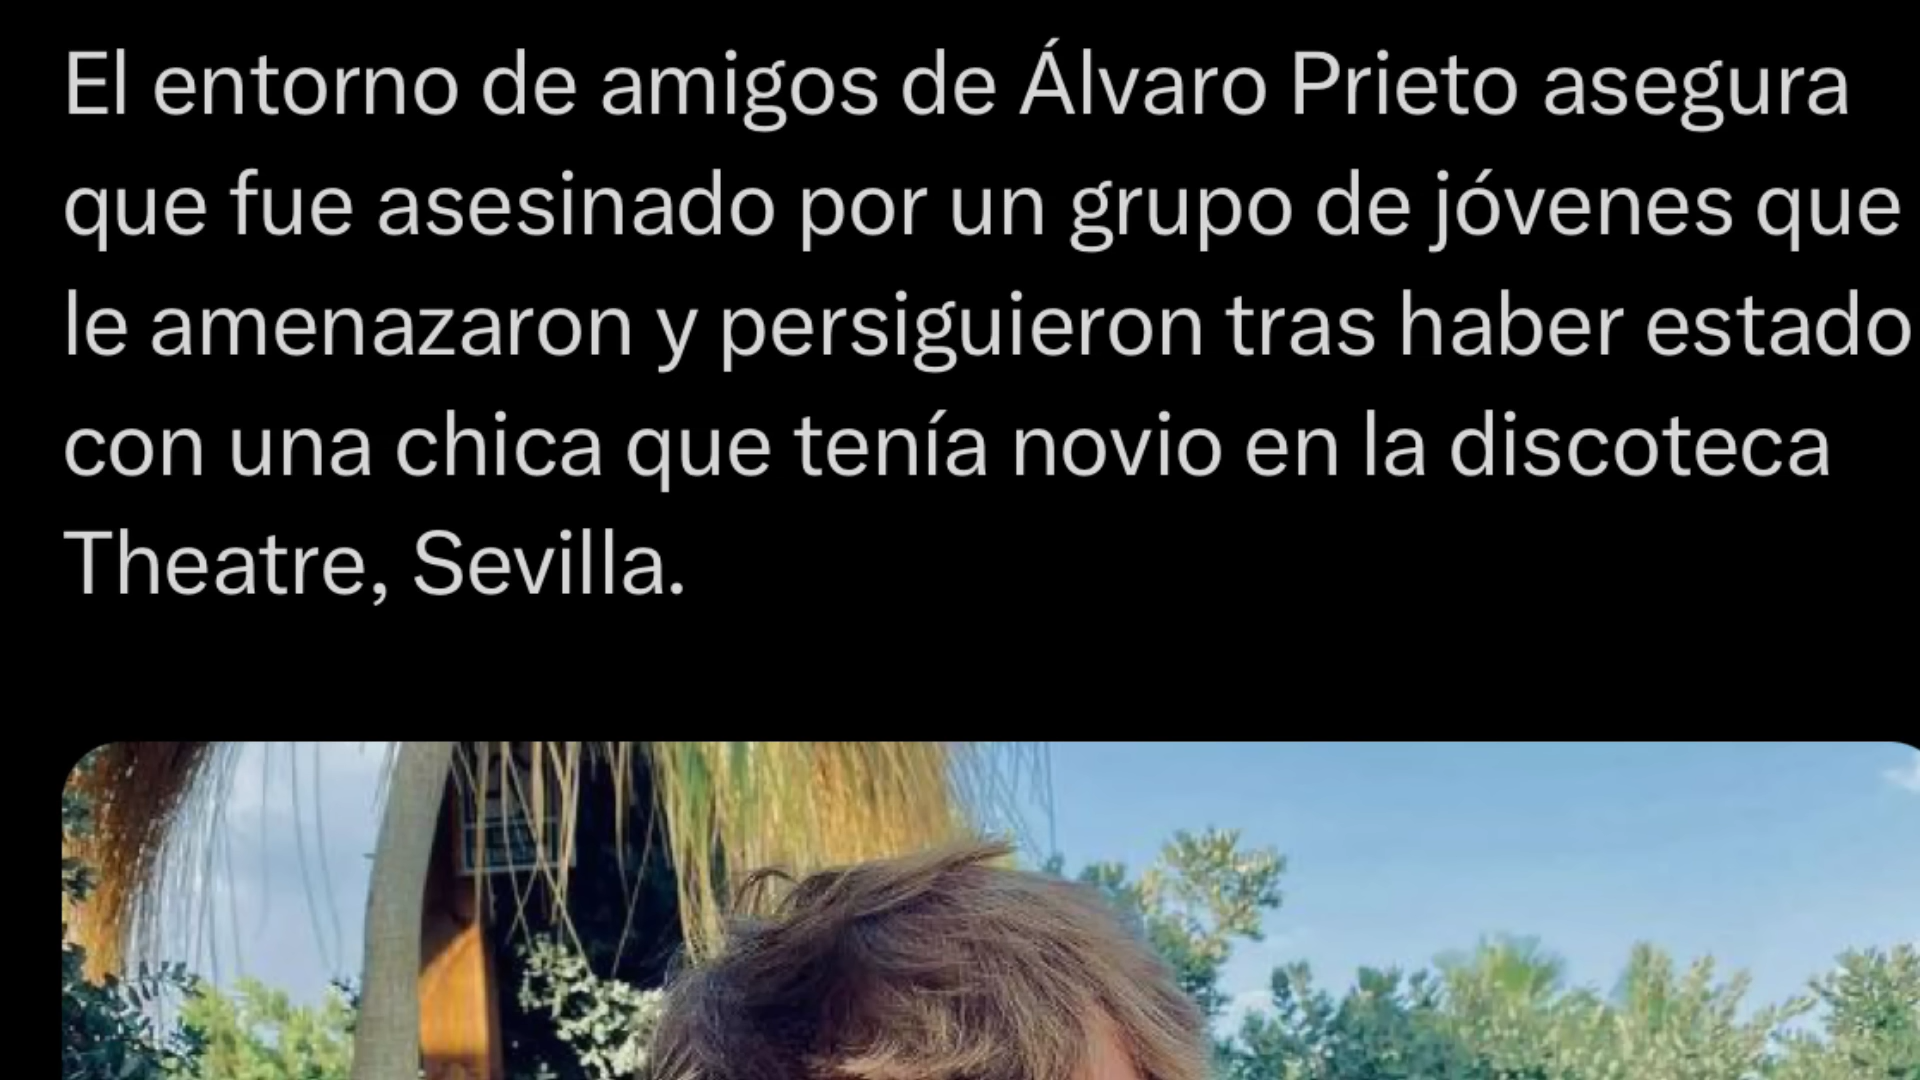 El entorno de amigos de Álvaro Prieto asegura
que fue asesinado por un grupo de jóvenes que
le amenazaron y persiguieron tras haber estado
con una chica que tenía novio en la discoteca
Theatre, Sevilla.